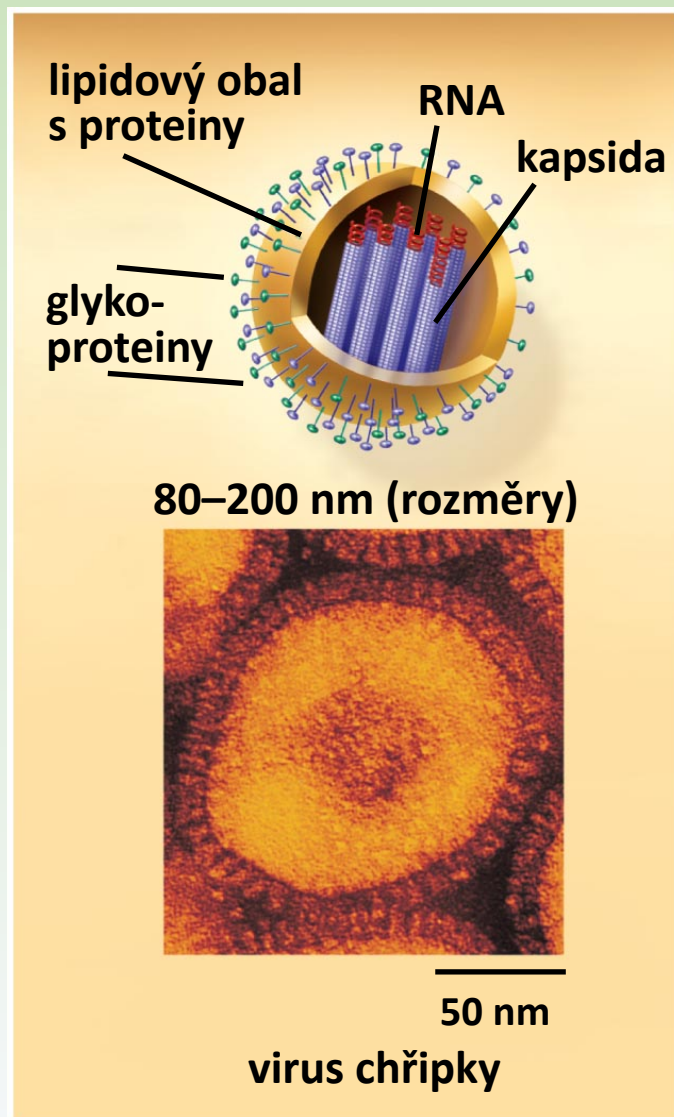 lipidový obal
s proteiny
RNA
kapsida
glyko-
proteiny
80–200 nm (rozměry)
50 nm
virus chřipky